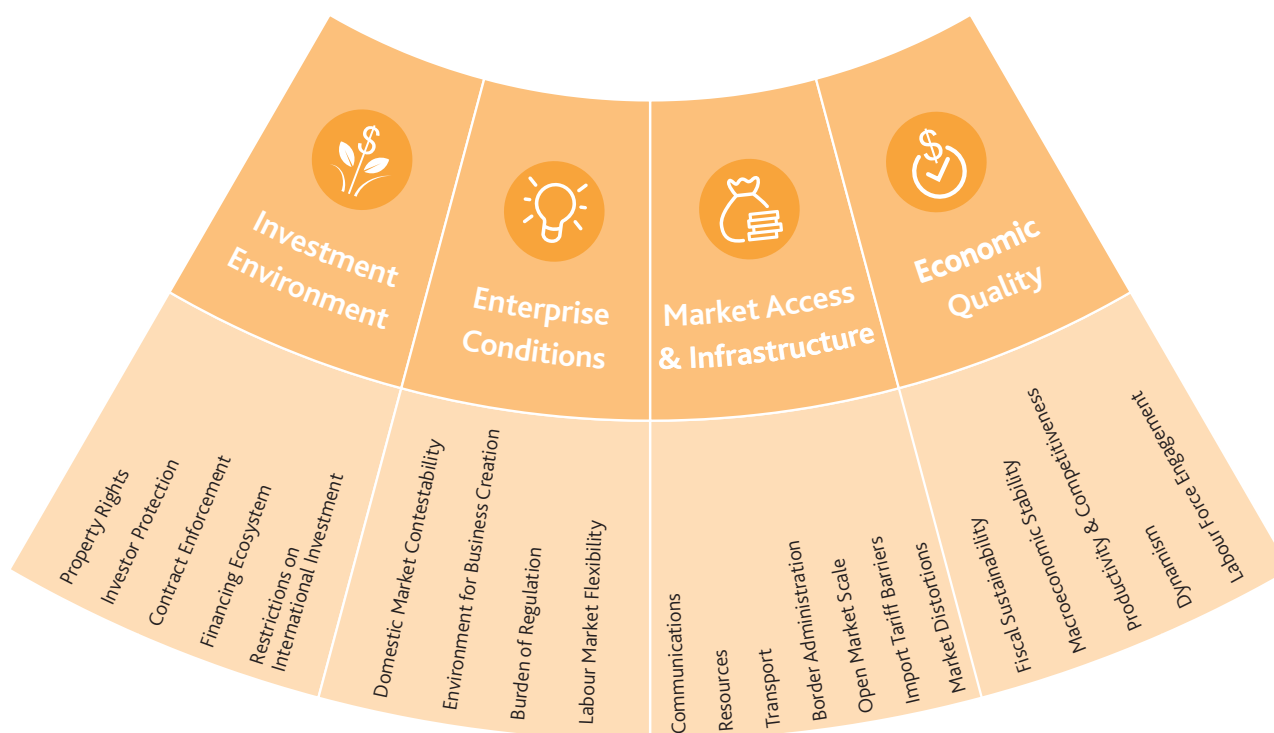 Investment
Environment
Enterprise
Conditions
Market Access
& Infrastructure
Economic
Quality
Property Rights
Investor Protection
Contract Enforcement
Financing Ecosystem
Restrictions on
International Investment
Domestic Market Contestability
Environment for Business Creation
Burden of Regulation
Labour Market Flexibility
Communications
Resources
Transport
Border Administration
Open Market Scale
Import Tariff Barriers
Market Distortions
Fiscal Sustainability
Macroeconomic Stability
Productivity & Competitiveness
Dynamism
Labour Force Engagement